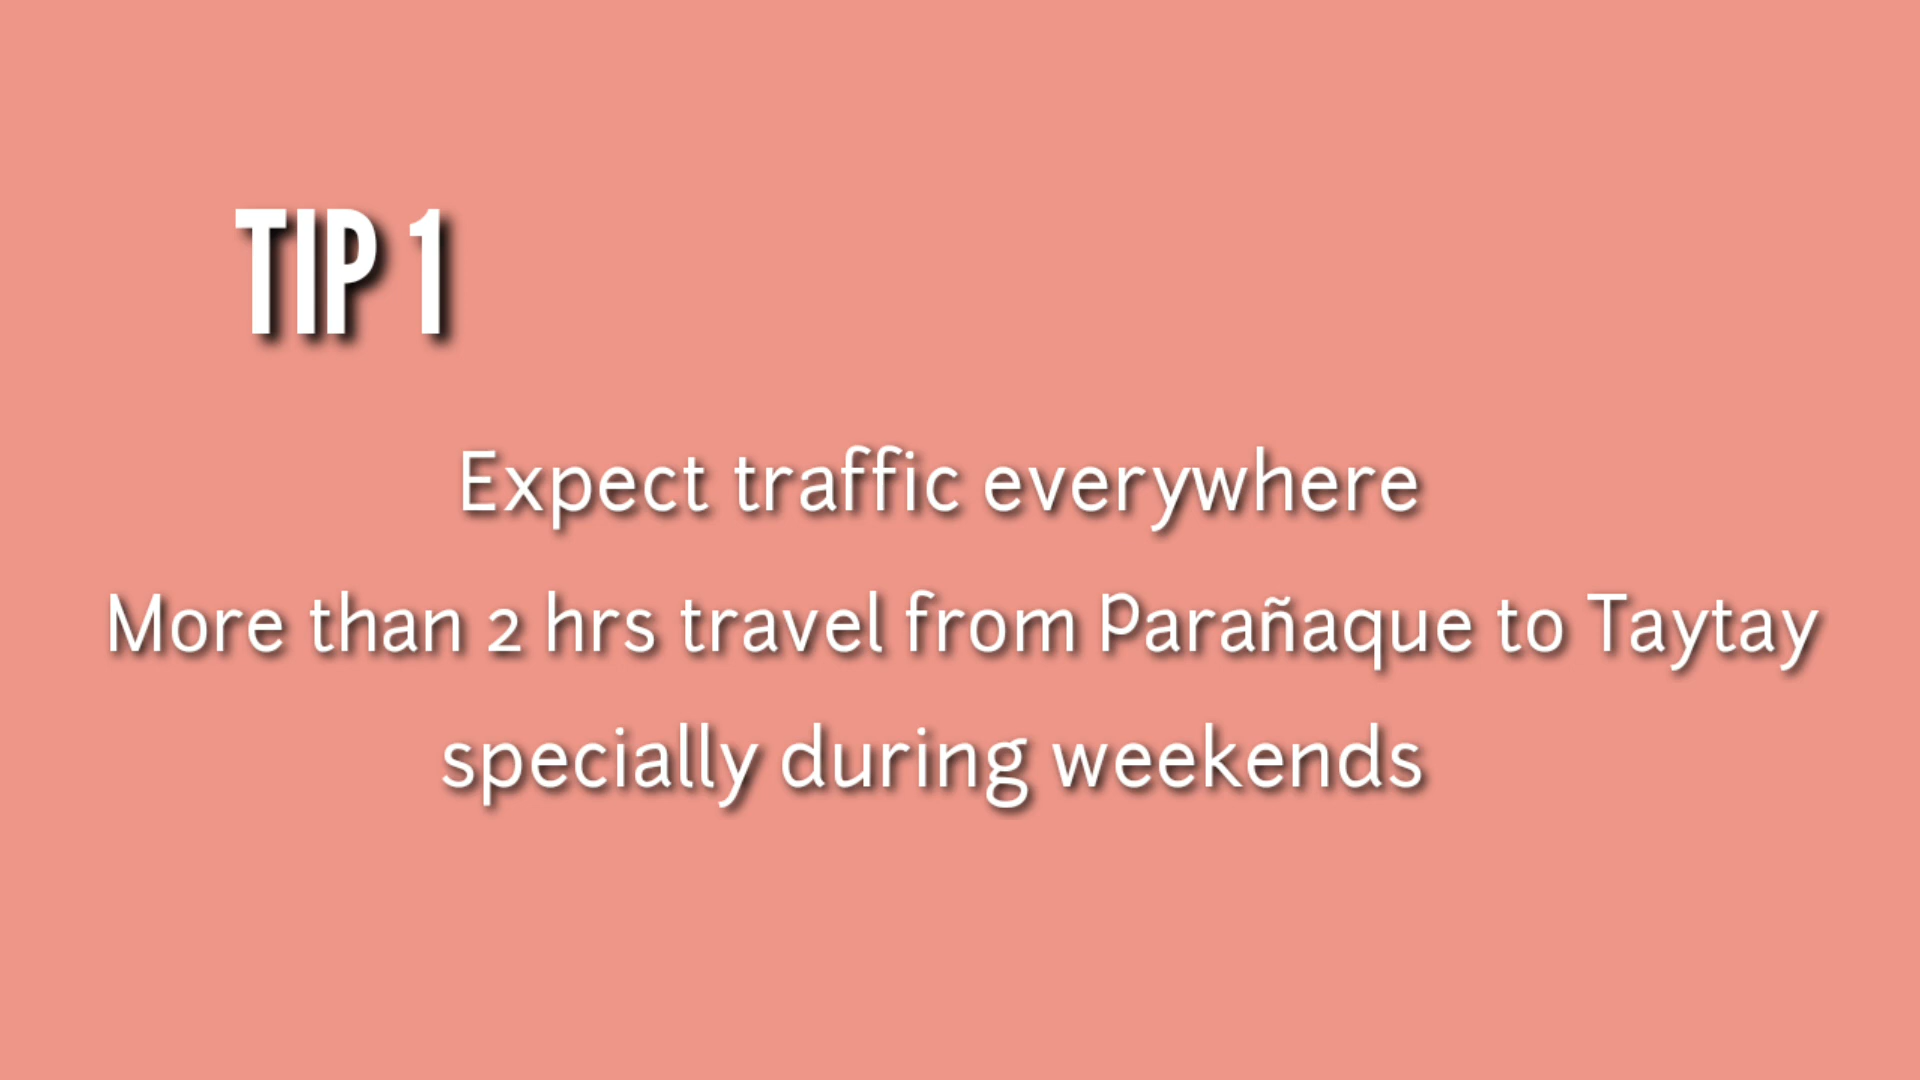 TIP 1
Expect traffic everywhere
More than 2 hrs travel from Parañaque to Taytay
specially during weekends